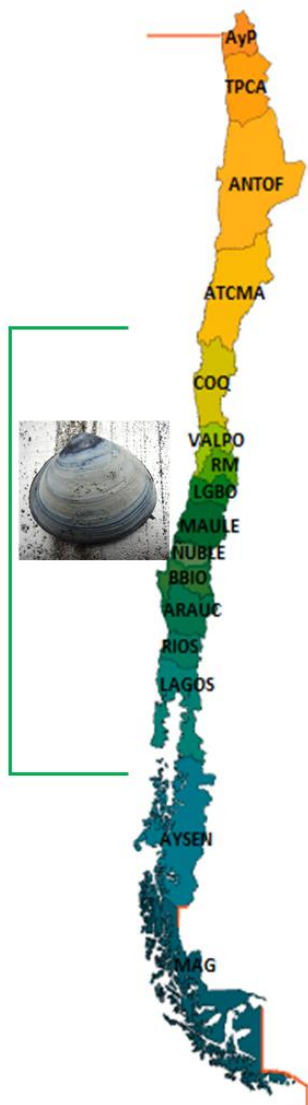 AyP
TPCA
ANTOF
ATCMA
COQ
VALPO
RM
LGBO
MAULE
NUBLE
BBIO
ARAUC
RIOS
LAGOS
AYSEN
MAG